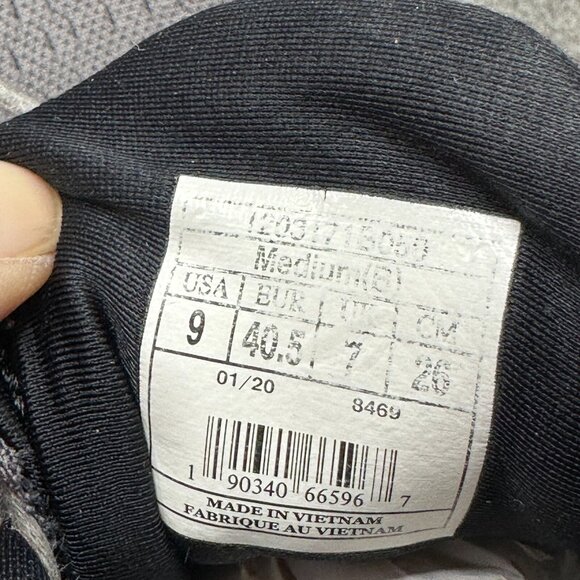 Medium(B)
USA EUR UK CM
9 40.5 7
01/20 8469
1 90340 66596 7
MADE IN VIETNAM
FABRIQUE AU VIETNAM